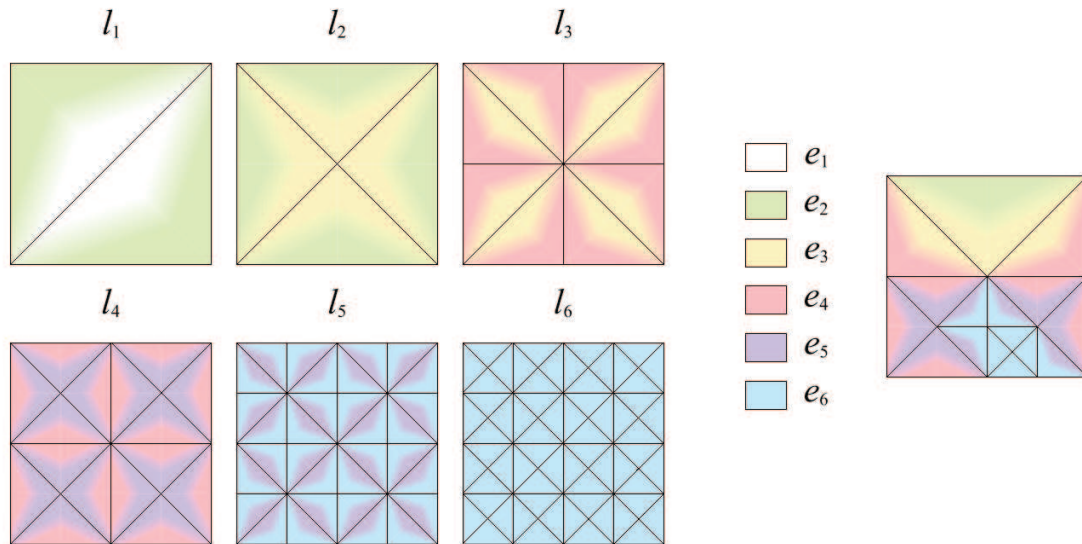 l₁ l₂ l₃
l₄ l₅ l₆
e₁
e₂
e₃
e₄
e₅
e₆